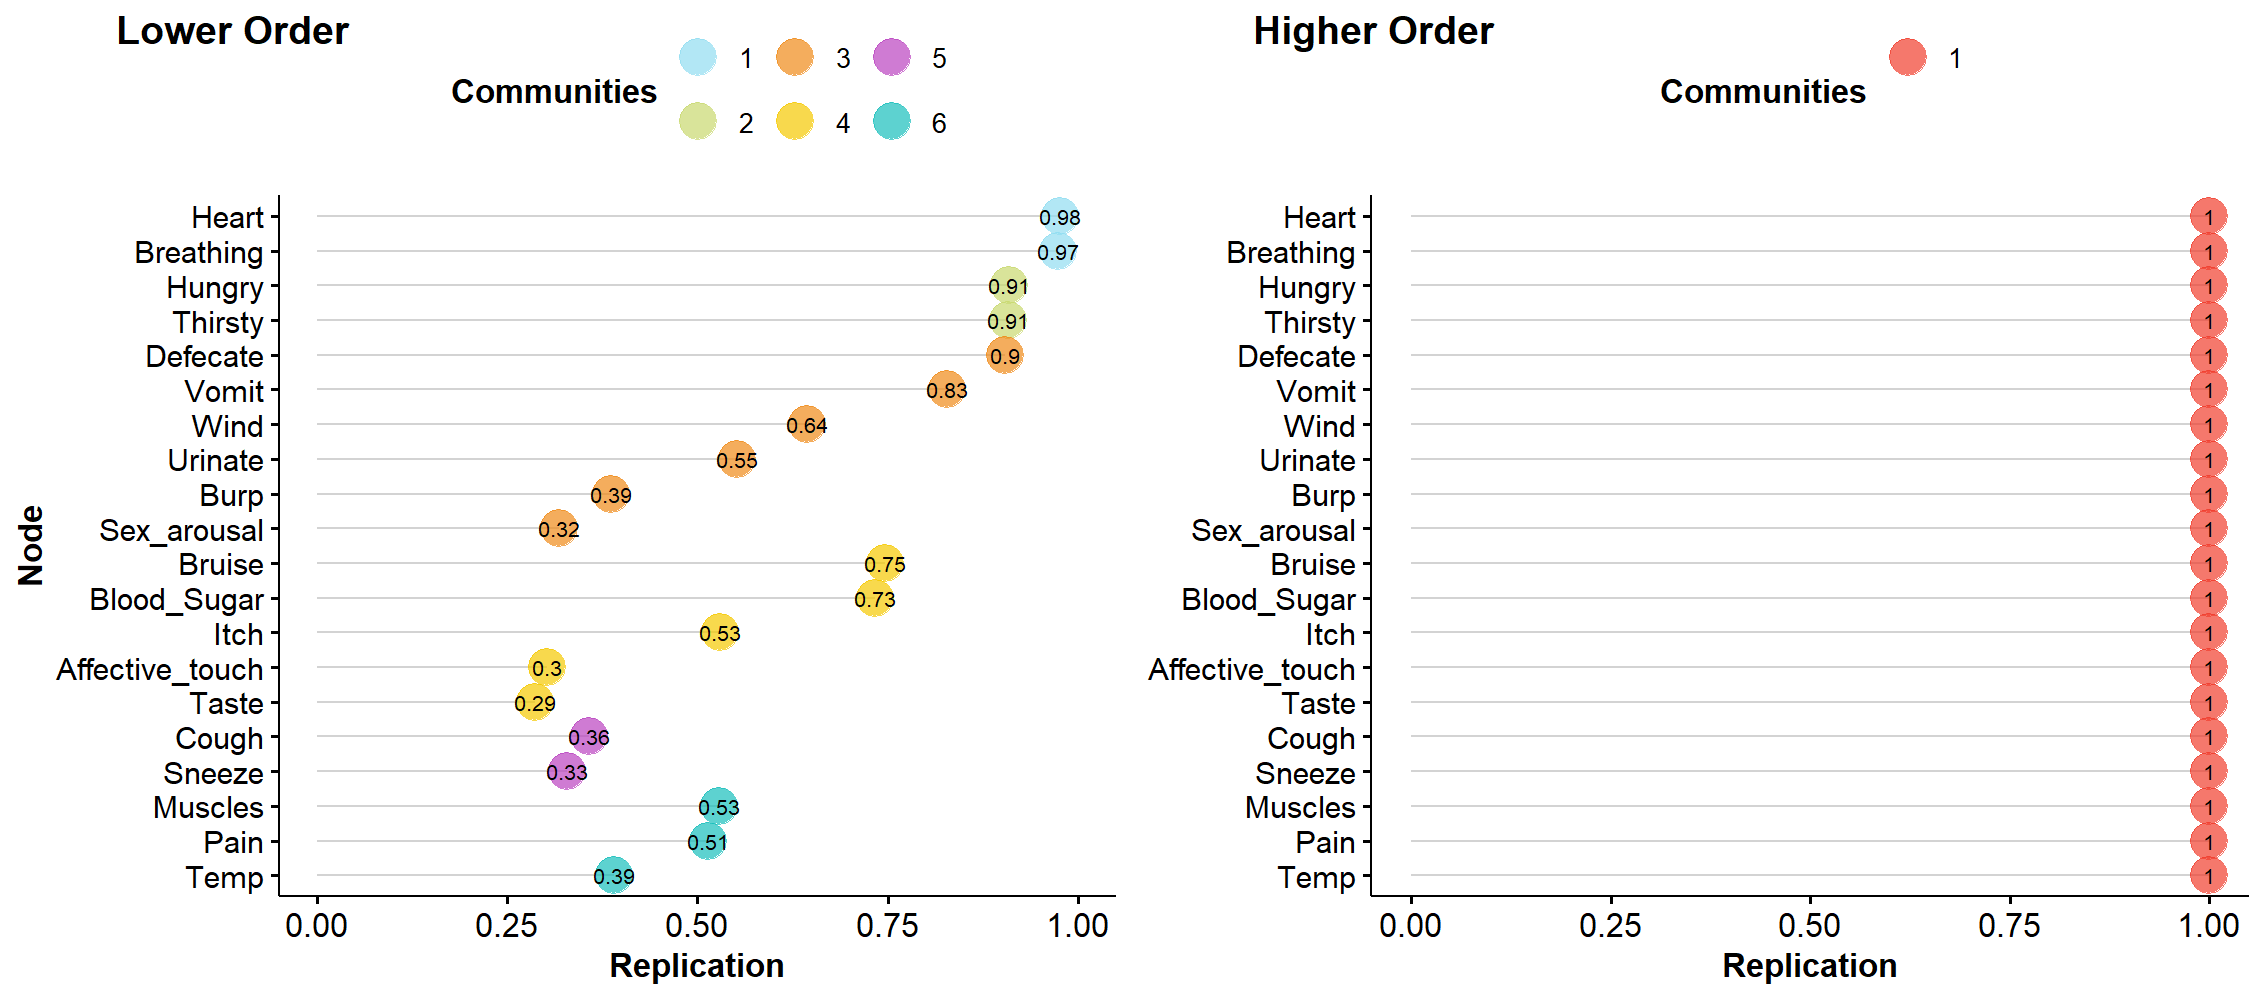 Lower Order
Communities
1 3 5
2 4 6
Node
Heart 0.98
Breathing 0.97
Hungry 0.91
Thirsty 0.91
Defecate 0.9
Vomit 0.83
Wind 0.64
Urinate 0.55
Burp 0.39
Sex_arousal 0.32
Bruise 0.75
Blood_Sugar 0.73
Itch 0.53
Affective_touch 0.3
Taste 0.29
Cough 0.36
Sneeze 0.33
Muscles 0.53
Pain 0.51
Temp 0.39
0.00 0.25 0.50 0.75 1.00
Replication
Higher Order
Communities
1
Heart 1
Breathing 1
Hungry 1
Thirsty 1
Defecate 1
Vomit 1
Wind 1
Urinate 1
Burp 1
Sex_arousal 1
Bruise 1
Blood_Sugar 1
Itch 1
Affective_touch 1
Taste 1
Cough 1
Sneeze 1
Muscles 1
Pain 1
Temp 1
0.00 0.25 0.50 0.75 1.00
Replication